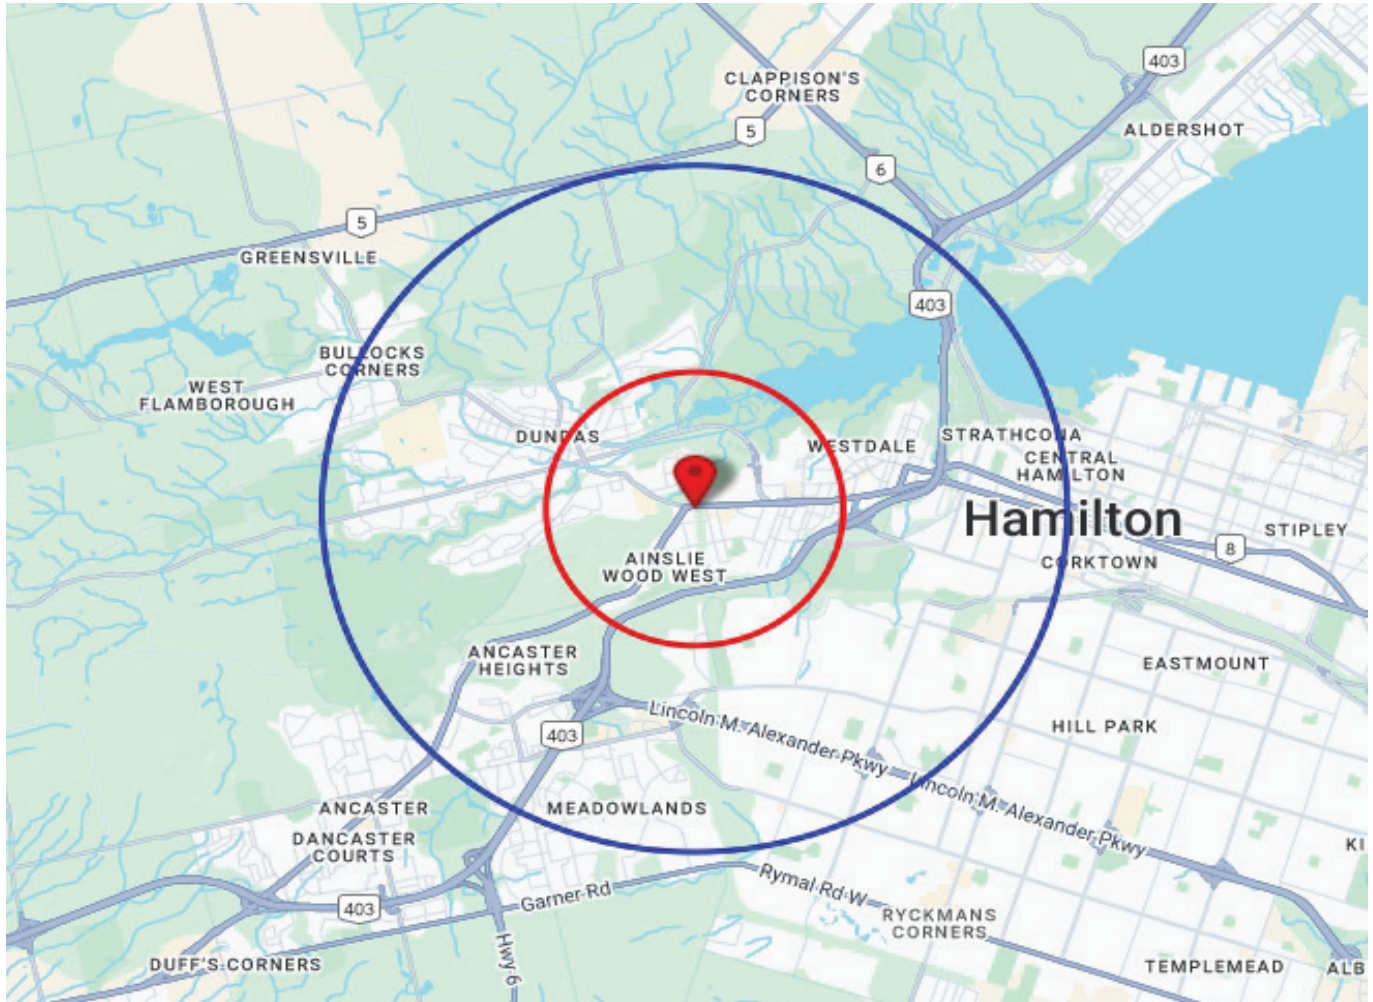 403
CLAPPISON'S
CORNERS
5
ALDERSHOT
6
5
GREENSVILLE
403
BULLOCKS
CORNERS
WEST
FLAMBOROUGH
DUNDAS
WESTDALE
STRATHCONA
CENTRAL
HAMILTON
Hamilton
STIPLEY
8
AINSLIE
WOOD WEST
CORKTOWN
ANCASTER
HEIGHTS
EASTMOUNT
403
Lincoln M. Alexander Pkwy
HILL PARK
Lincoln M. Alexander Pkwy
ANCASTER
MEADOWLANDS
DANCASTER
COURTS
KI
403
Garner Rd
Rymal Rd W
RYCKMANS
CORNERS
Hwy 6
DUFF'S CORNERS
TEMPLEMEAD
ALB